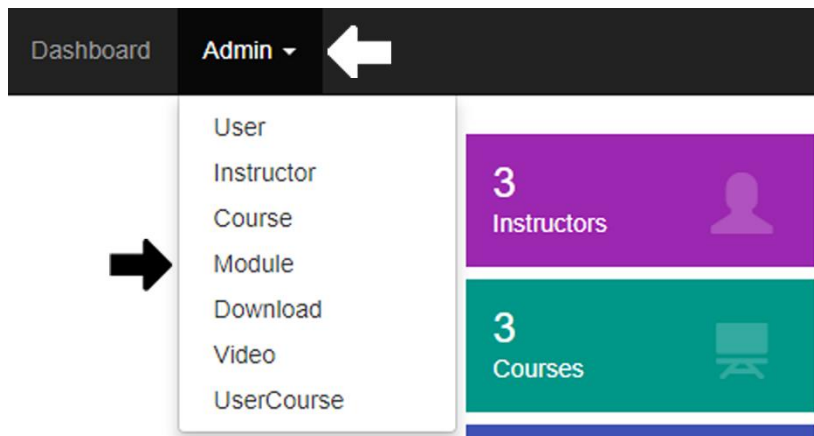 Dashboard Admin
User
Instructor
Course
Module
Download
Video
UserCourse
3
Instructors
3
Courses